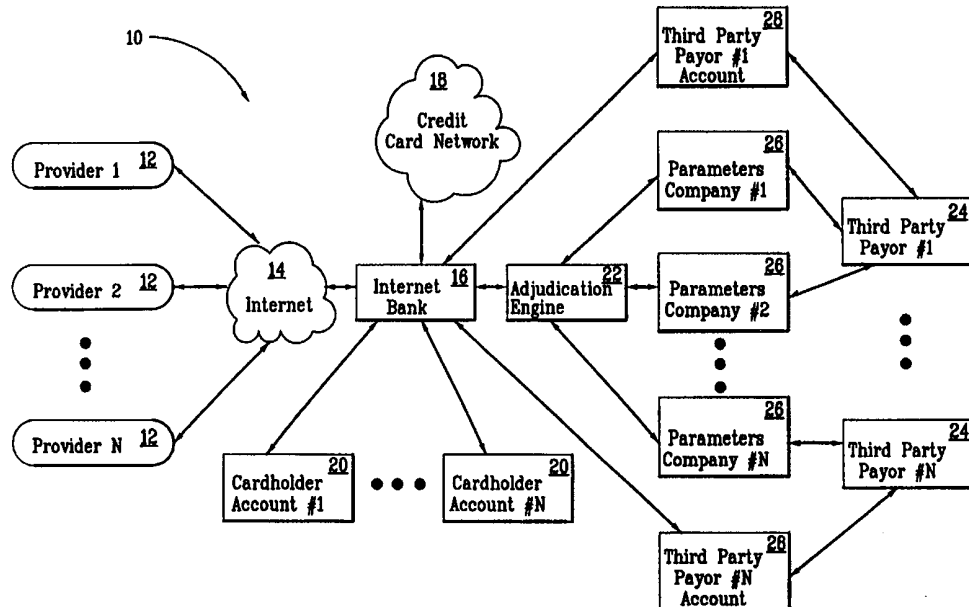 10
Provider 1 12
Provider 2 12
Provider N 12
14
Internet
18
Credit
Card Network
16
Internet
Bank
22
Adjudication
Engine
20
Cardholder
Account #1
20
Cardholder
Account #N
28
Third Party
Payor #1
Account
26
Parameters
Company #1
26
Parameters
Company #2
26
Parameters
Company #N
24
Third Party
Payor #1
24
Third Party
Payor #N
28
Third Party
Payor #N
Account